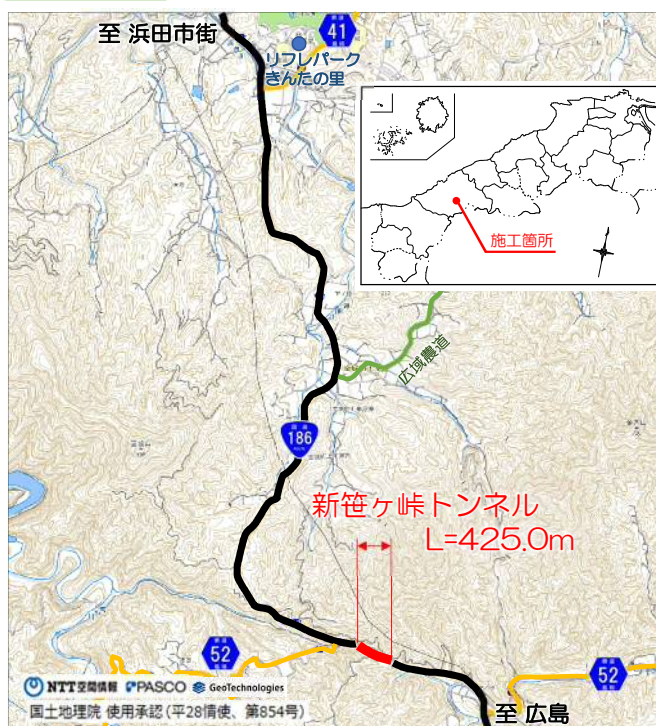 至 浜田市街
41
リフレパーク
きんたの里
施工箇所
広域農道
国道
186
新笹ヶ峠トンネル
L=425.0m
52
52
NTT空間情報 PASCO GeoTechnologies
国土地理院 使用承認(平28情使、第854号)
至 広島